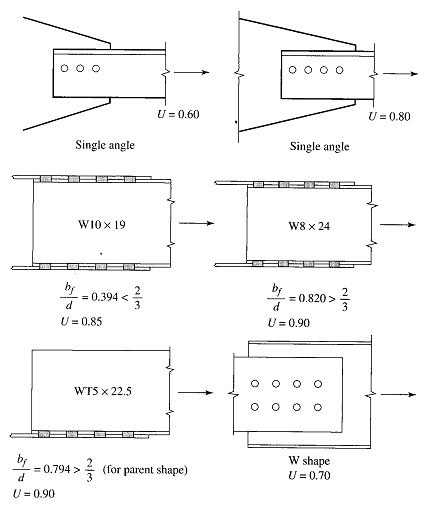 U = 0.60
Single angle
U = 0.80
Single angle
W10 × 19
b_f/d = 0.394 < 2/3
U = 0.85
W8 × 24
b_f/d = 0.820 > 2/3
U = 0.90
WT5 × 22.5
b_f/d = 0.794 > 2/3 (for parent shape)
U = 0.90
W shape
U = 0.70